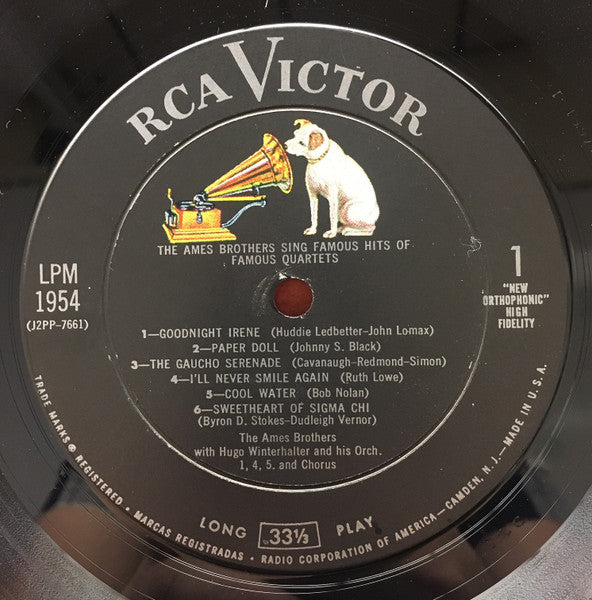 RCA VICTOR
THE AMES BROTHERS SING FAMOUS HITS OF
FAMOUS QUARTETS
LPM
1954
(J2PP-7661)
1
"NEW
ORTHOPHONIC"
HIGH
FIDELITY
1—GOODNIGHT IRENE (Huddie Ledbetter-John Lomax)
2—PAPER DOLL (Johnny S. Black)
3—THE GAUCHO SERENADE (Cavanaugh-Redmond-Simon)
4—I'LL NEVER SMILE AGAIN (Ruth Lowe)
5—COOL WATER (Bob Nolan)
6—SWEETHEART OF SIGMA CHI
(Byron D. Stokes-Dudleigh Vernor)
The Ames Brothers
with Hugo Winterhalter and his Orch.
1, 4, 5. and Chorus
LONG 33⅓ PLAY
TRADE MARKS ® REGISTERED • MARCAS REGISTRADAS • RADIO CORPORATION OF AMERICA—CAMDEN, N. J.—MADE IN U.S.A.